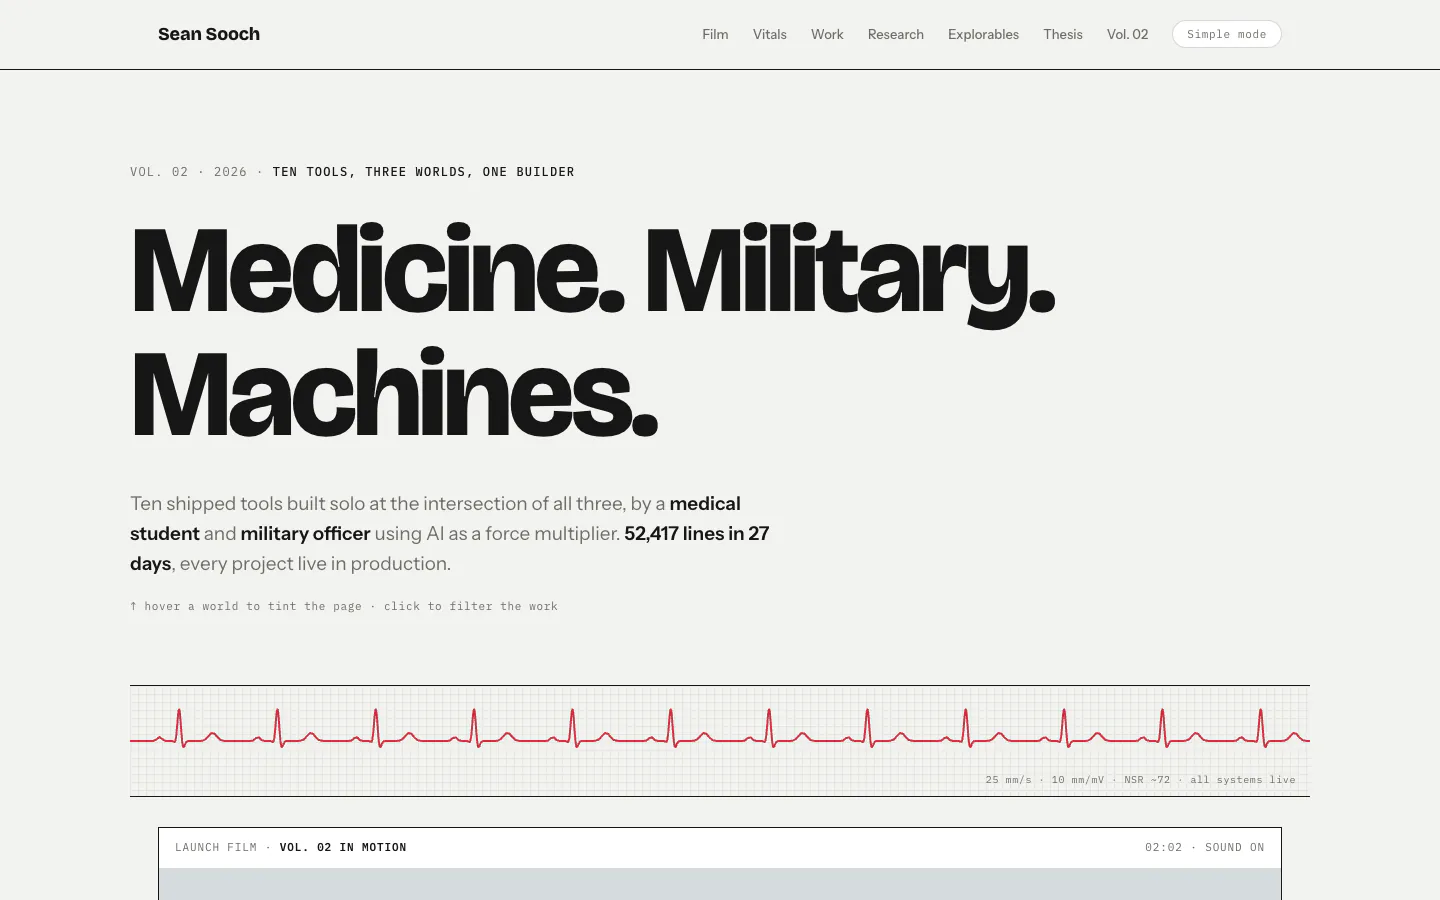 Sean Sooch
Film Vitals Work Research Explorables Thesis Vol. 02 Simple mode
VOL. 02 · 2026 · TEN TOOLS, THREE WORLDS, ONE BUILDER
Medicine. Military.
Machines.
Ten shipped tools built solo at the intersection of all three, by a medical
student and military officer using AI as a force multiplier. 52,417 lines in 27
days, every project live in production.
↑ hover a world to tint the page · click to filter the work
25 mm/s · 10 mm/mV · NSR ~72 · all systems live
LAUNCH FILM · VOL. 02 IN MOTION
02:02 · SOUND ON